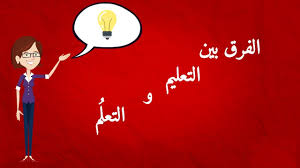 الفرق بين
التعليم
و
التعلُم